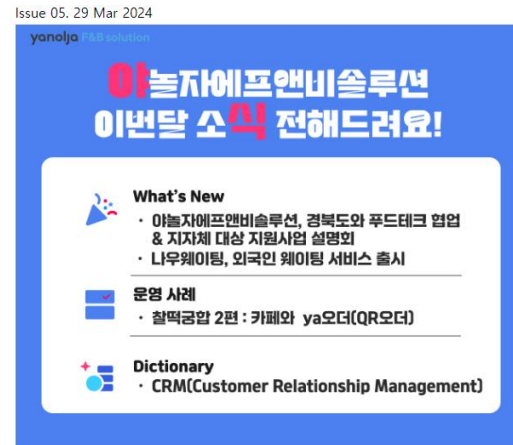 Issue 05. 29 Mar 2024
yanolja F&B solution
야놀자에프앤비솔루션
이번달 소식 전해드려요!
What's New
· 야놀자에프앤비솔루션, 경북도와 푸드테크 협업
& 지자체 대상 지원사업 설명회
· 나우웨이팅, 외국인 웨이팅 서비스 출시
운영 사례
· 찰떡궁합 2편 : 카페와 ya오더(QR오더)
Dictionary
· CRM(Customer Relationship Management)